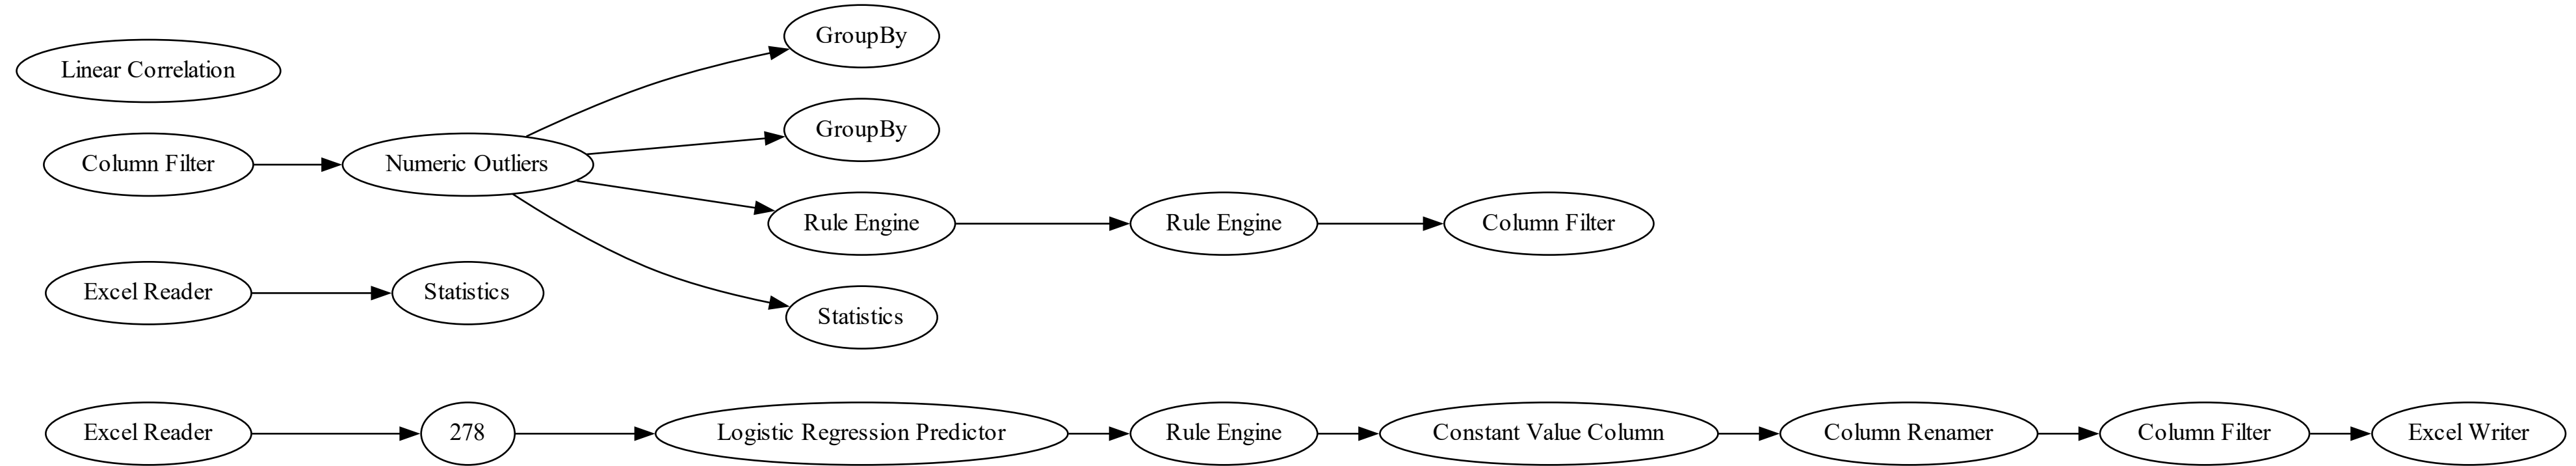 GroupBy
Linear Correlation
GroupBy
Column Filter
Numeric Outliers
Rule Engine
Rule Engine
Column Filter
Excel Reader
Statistics
Statistics
Excel Reader
278
Logistic Regression Predictor
Rule Engine
Constant Value Column
Column Renamer
Column Filter
Excel Writer